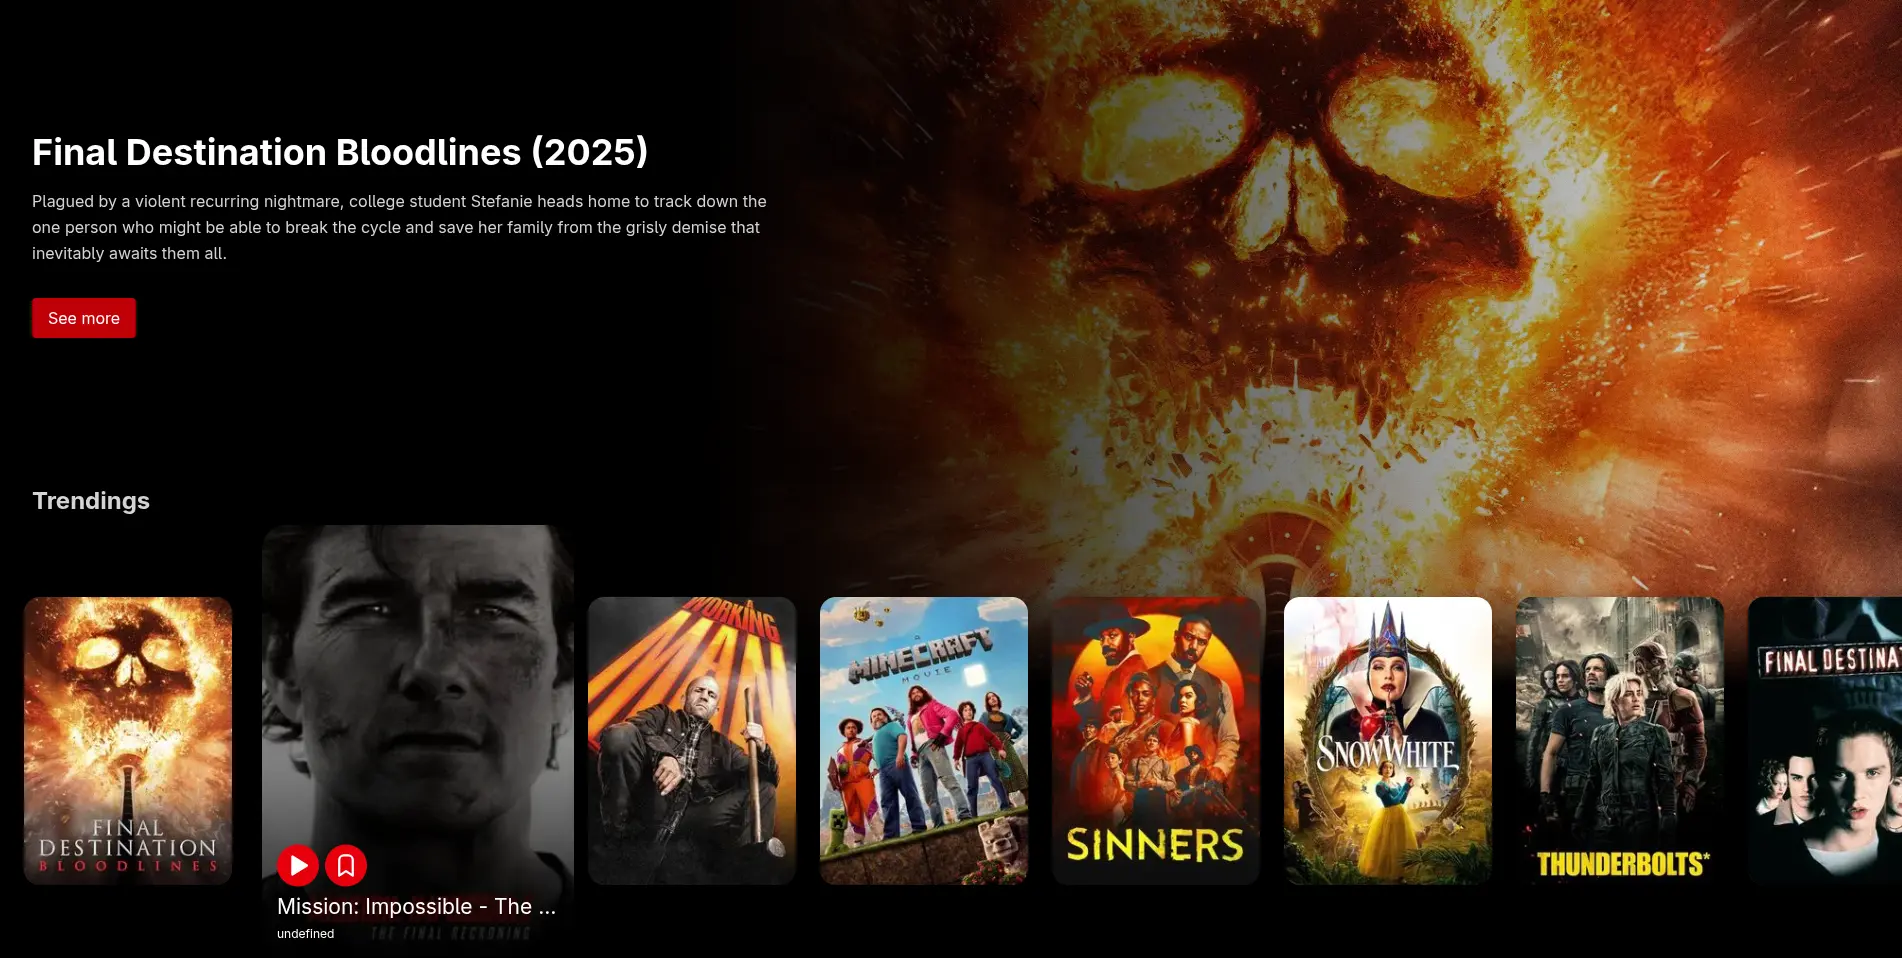 Final Destination Bloodlines (2025)
Plagued by a violent recurring nightmare, college student Stefanie heads home to track down the
one person who might be able to break the cycle and save her family from the grisly demise that
inevitably awaits them all.
See more
Trendings
FINAL
DESTINATION
BLOODLINES
Mission: Impossible - The ...
undefined
THE FINAL RECKONING
A
WORKING
MAN
A
MINECRAFT
MOVIE
SINNERS
SNOW WHITE
THUNDERBOLTS*
FINAL DESTINAT